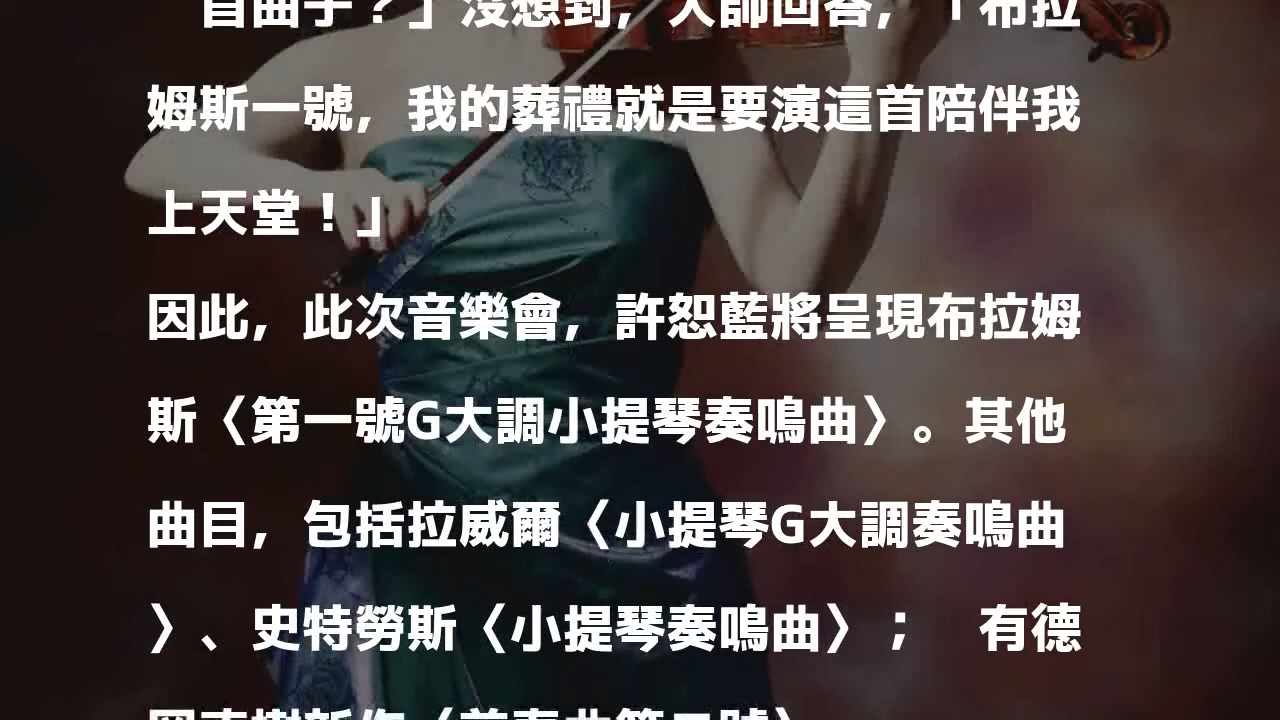 首曲子？」沒想到，大師回答，「布拉
姆斯一號，我的葬禮就是要演這首陪伴我
上天堂！」
因此，此次音樂會，許恕藍將呈現布拉姆
斯〈第一號G大調小提琴奏鳴曲〉。其他
曲目，包括拉威爾〈小提琴G大調奏鳴曲
〉、史特勞斯〈小提琴奏鳴曲〉；　有德